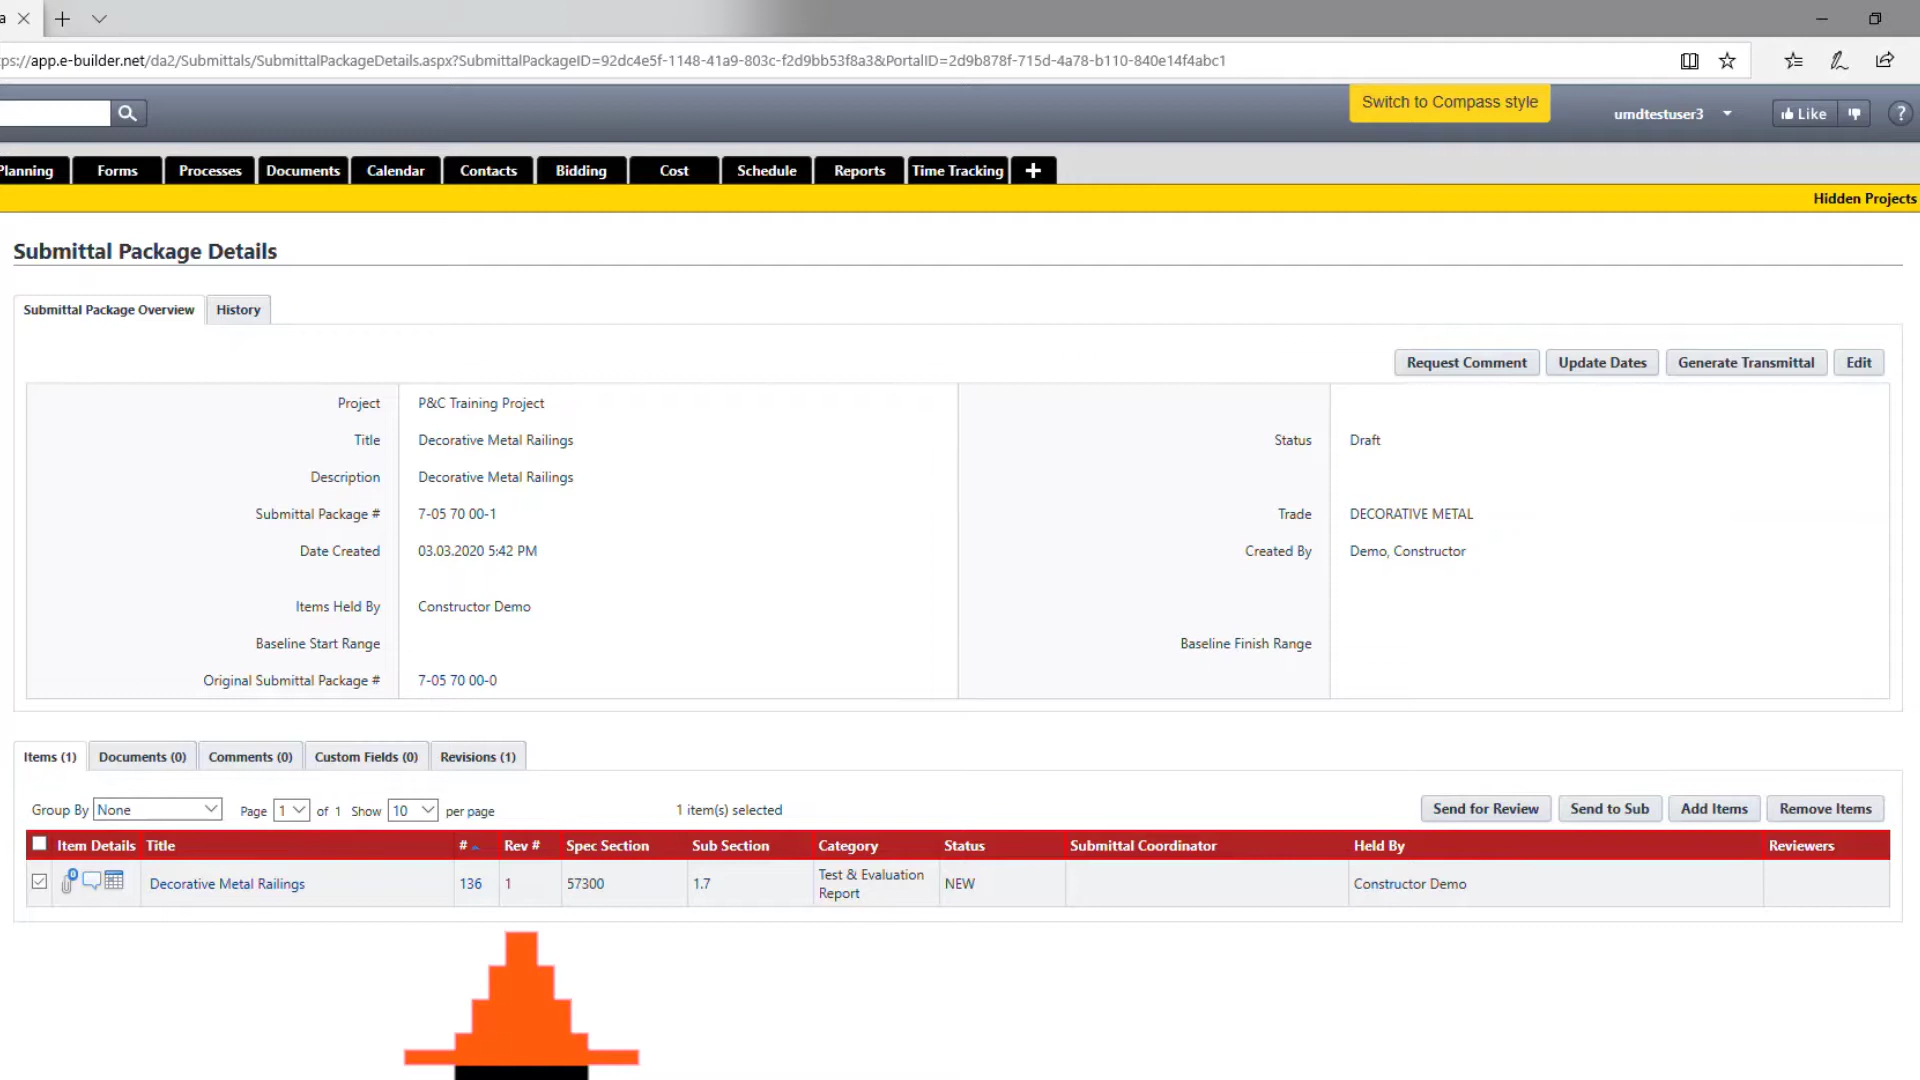 a
ps://app.e-builder.net/da2/Submittals/SubmittalPackageDetails.aspx?SubmittalPackageID=92dc4e5f-1148-41a9-803c-f2d9bb53f8a3&PortalID=2d9b878f-715d-4a78-b110-840e14f4abc1
Switch to Compass style
umdtestuser3
Like
?
Planning Forms Processes Documents Calendar Contacts Bidding Cost Schedule Reports Time Tracking
Hidden Projects
Submittal Package Details
Submittal Package Overview History
Request Comment Update Dates Generate Transmittal Edit
Project P&C Training Project
Title Decorative Metal Railings Status Draft
Description Decorative Metal Railings
Submittal Package # 7-05 70 00-1 Trade DECORATIVE METAL
Date Created 03.03.2020 5:42 PM Created By Demo, Constructor
Items Held By Constructor Demo
Baseline Start Range Baseline Finish Range
Original Submittal Package # 7-05 70 00-0
Items (1) Documents (0) Comments (0) Custom Fields (0) Revisions (1)
Group By None Page 1 of 1 Show 10 per page 1 item(s) selected Send for Review Send to Sub Add Items Remove Items
Item Details Title # Rev # Spec Section Sub Section Category Status Submittal Coordinator Held By Reviewers
0 Decorative Metal Railings 136 1 57300 1.7 Test & Evaluation Report NEW Constructor Demo